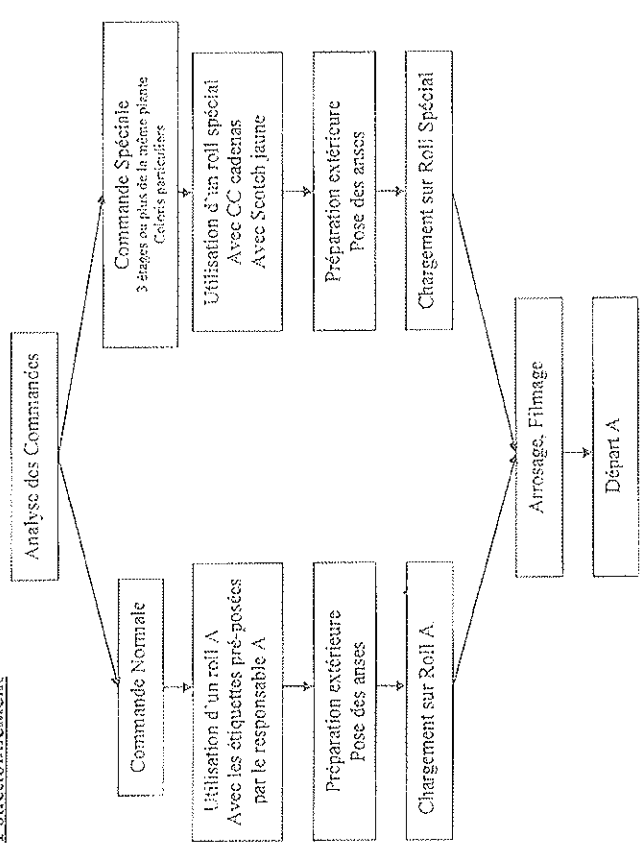 Analyse des Commandes
Commande Normale
Utilisation d'un roll A
Avec les étiquettes pré-posées
par le responsable A
Préparation extérieure
Pose des anses
Chargement sur Roll A
Commande Spéciale
3 étages ou plus de la même plante
Coloris particuliers
Utilisation d'un roll spécial
Avec CC cadenas
Avec Scotch jaune
Préparation extérieure
Pose des anses
Chargement sur Roll Spécial
Arrosage, Filmage
Départ A